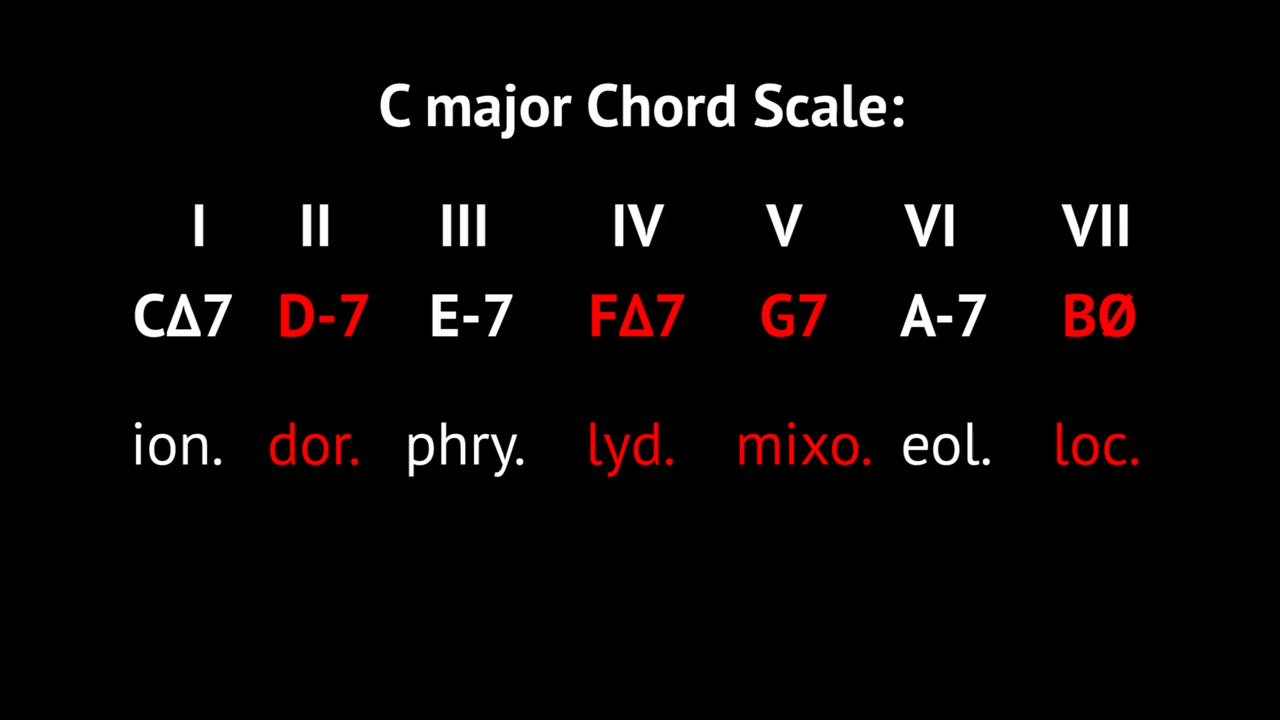 C major Chord Scale:
I II III IV V VI VII
CΔ7 D-7 E-7 FΔ7 G7 A-7 BØ
ion. dor. phry. lyd. mixo. eol. loc.